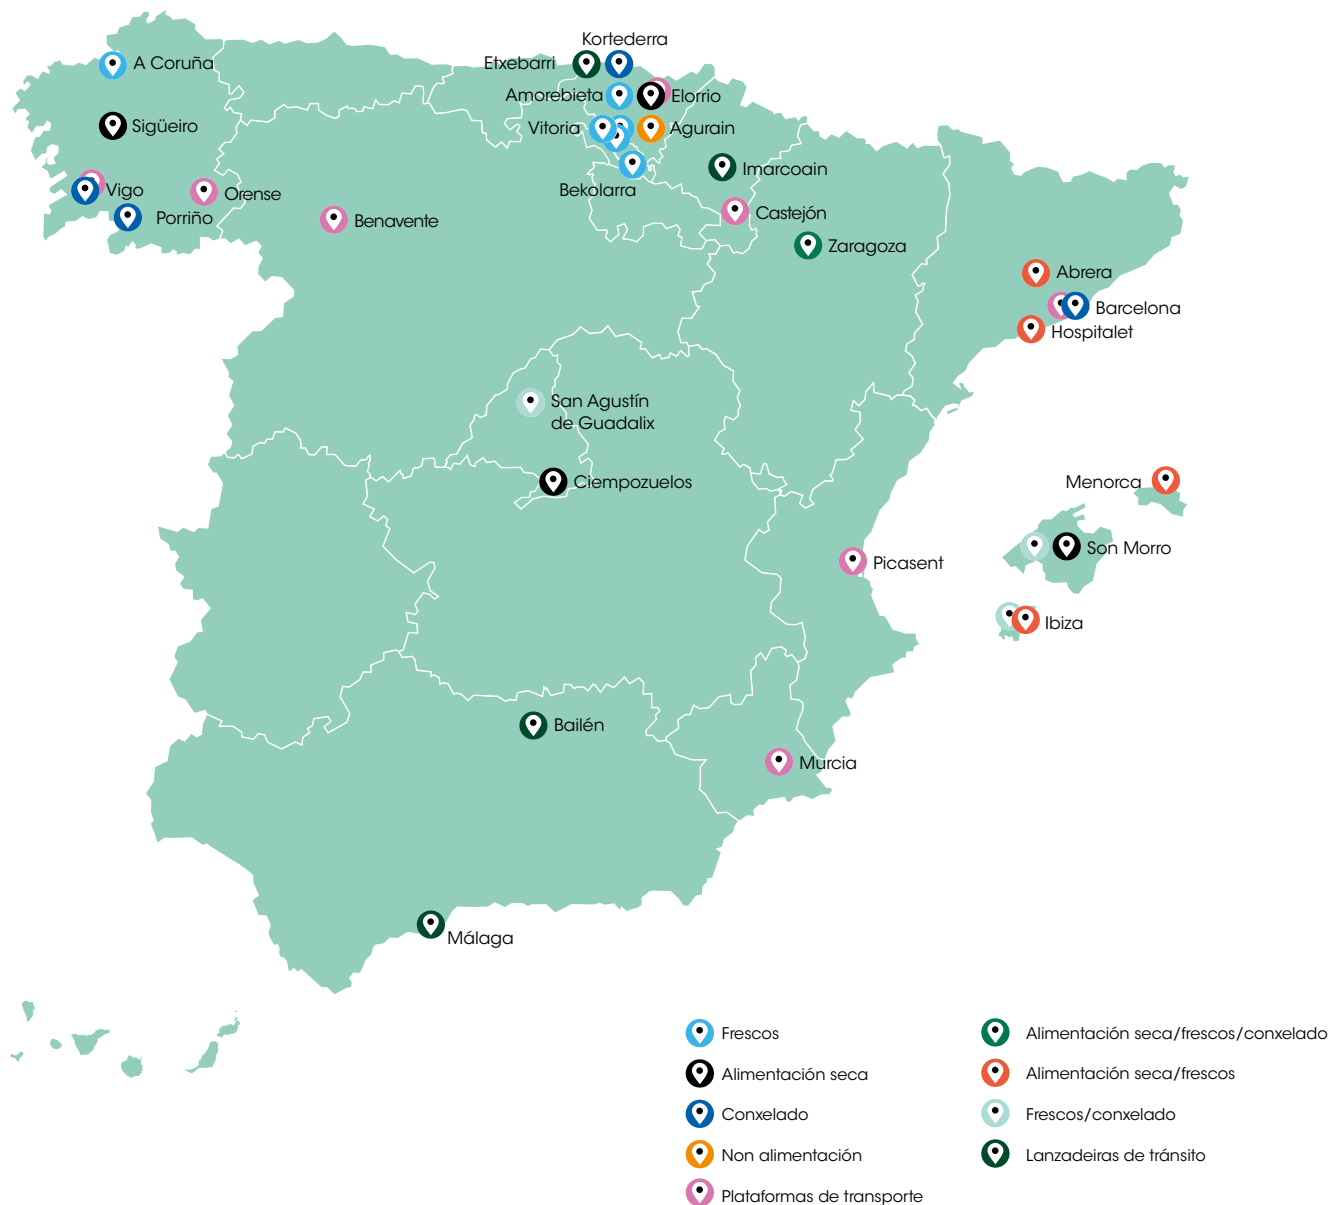 Kortederra
Etxebarri
A Coruña
Amorebieta
Elorrio
Sigüeiro
Vitoria
Agurain
Imarcoain
Bekolarra
Vigo
Orense
Porriño
Benavente
Castejón
Zaragoza
Abrera
Barcelona
Hospitalet
San Agustín
de Guadalix
Ciempozuelos
Menorca
Son Morro
Picasent
Ibiza
Bailén
Murcia
Málaga
Frescos
Alimentación seca
Conxelado
Non alimentación
Plataformas de transporte
Alimentación seca/frescos/conxelado
Alimentación seca/frescos
Frescos/conxelado
Lanzadeiras de tránsito